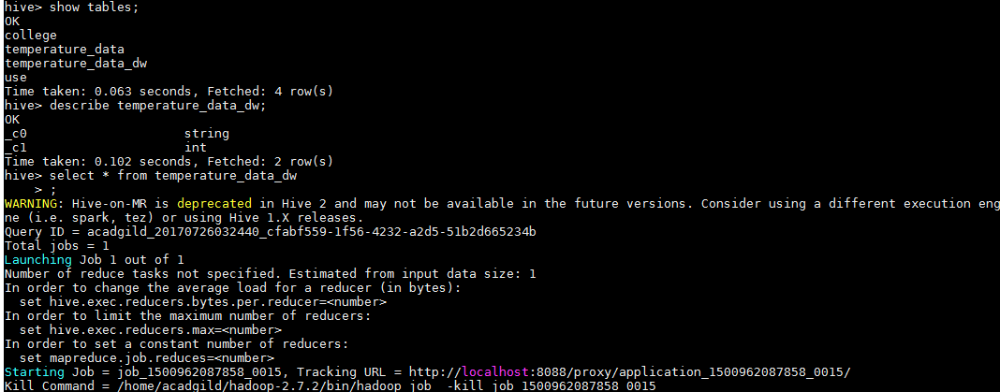 hive> show tables;
OK
college
temperature_data
temperature_data_dw
use
Time taken: 0.063 seconds, Fetched: 4 row(s)
hive> describe temperature_data_dw;
OK
_c0                     string
_c1                     int
Time taken: 0.102 seconds, Fetched: 2 row(s)
hive> select * from temperature_data_dw
    > ;
WARNING: Hive-on-MR is deprecated in Hive 2 and may not be available in the future versions. Consider using a different execution eng
ne (i.e. spark, tez) or using Hive 1.X releases.
Query ID = acadgild_20170726032440_cfabf559-1f56-4232-a2d5-51b2d665234b
Total jobs = 1
Launching Job 1 out of 1
Number of reduce tasks not specified. Estimated from input data size: 1
In order to change the average load for a reducer (in bytes):
  set hive.exec.reducers.bytes.per.reducer=<number>
In order to limit the maximum number of reducers:
  set hive.exec.reducers.max=<number>
In order to set a constant number of reducers:
  set mapreduce.job.reduces=<number>
Starting Job = job_1500962087858_0015, Tracking URL = http://localhost:8088/proxy/application_1500962087858_0015/
Kill Command = /home/acadgild/hadoop-2.7.2/bin/hadoop job  -kill job_1500962087858_0015